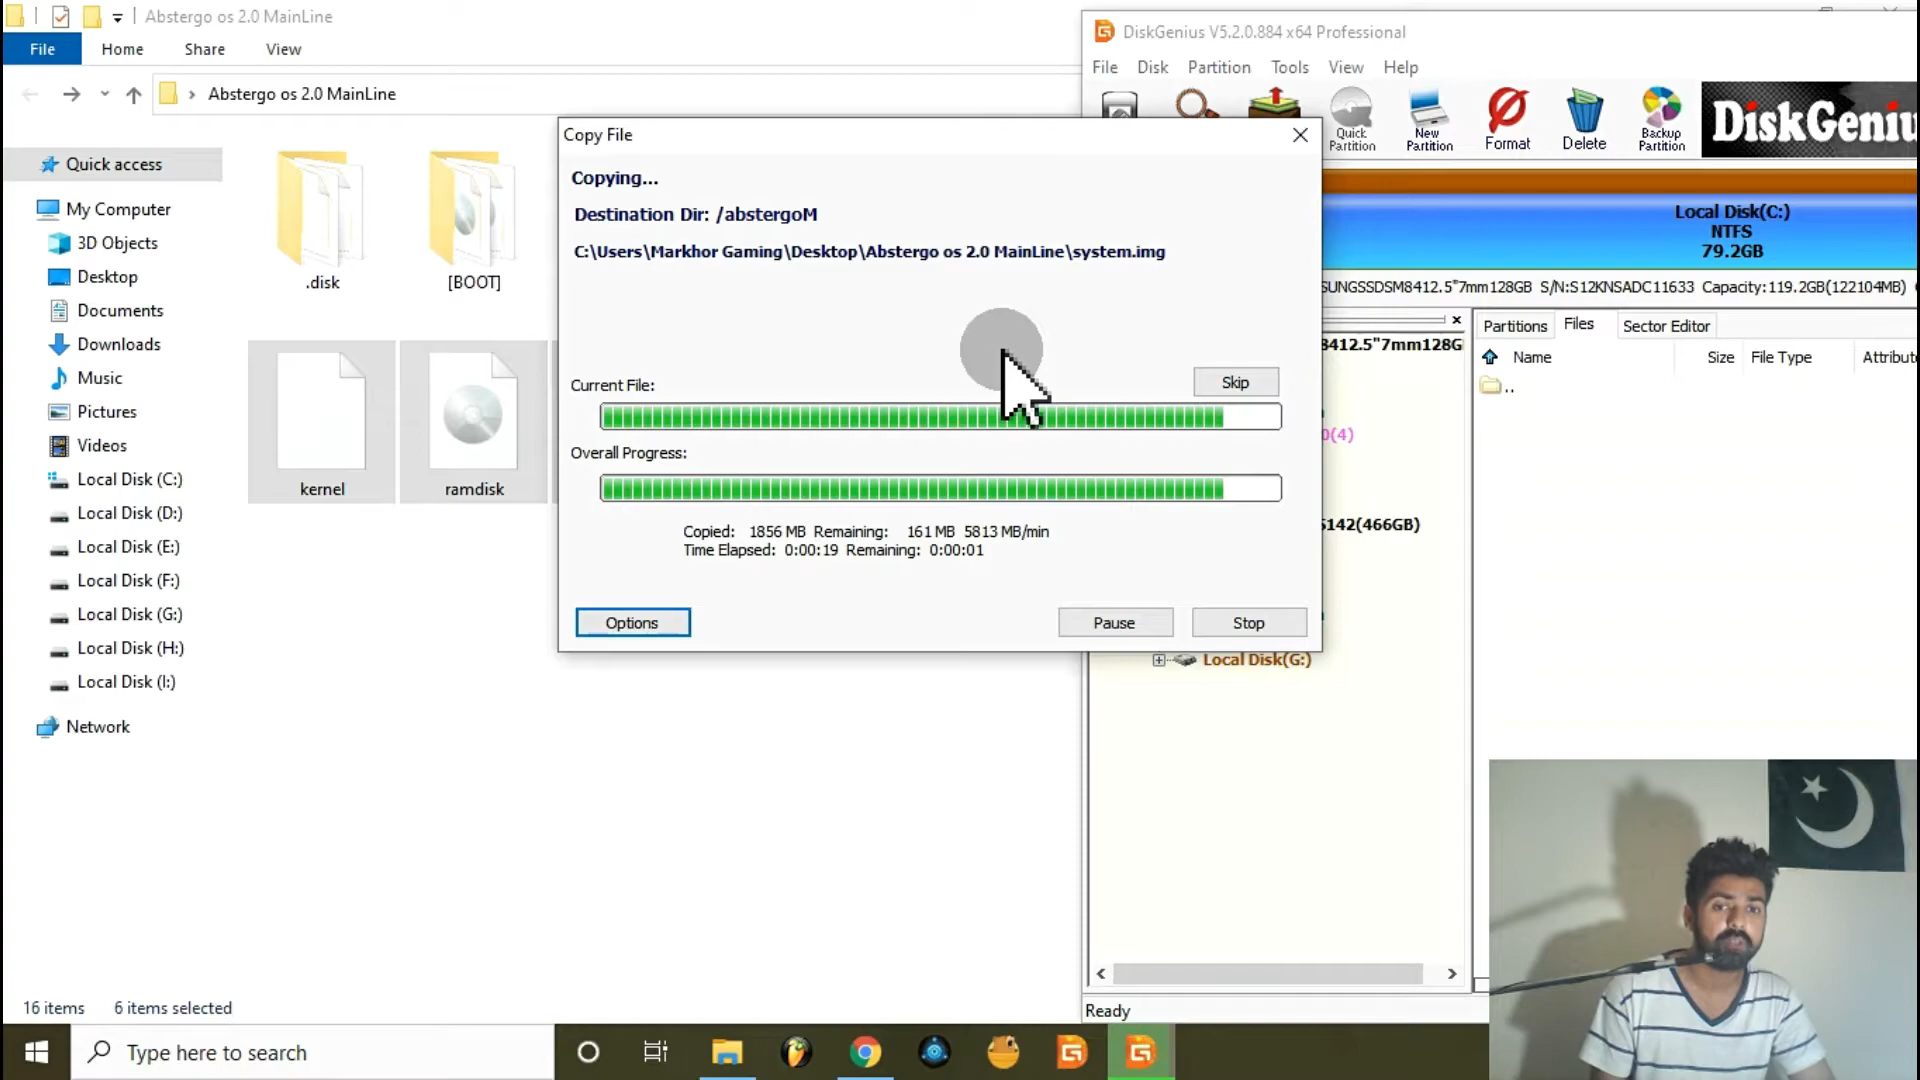 Abstergo os 2.0 MainLine
File Home Share View
Abstergo os 2.0 MainLine
Quick access
My Computer
3D Objects
Desktop
Documents
Downloads
Music
Pictures
Videos
Local Disk (C:)
Local Disk (D:)
Local Disk (E:)
Local Disk (F:)
Local Disk (G:)
Local Disk (H:)
Local Disk (I:)
Network
.disk
[BOOT]
kernel
ramdisk
16 items 6 items selected
Copy File
Copying...
Destination Dir: /abstergoM
C:\Users\Markhor Gaming\Desktop\Abstergo os 2.0 MainLine\system.img
Current File:
Skip
Overall Progress:
Copied: 1856 MB Remaining: 161 MB 5813 MB/min
Time Elapsed: 0:00:19 Remaining: 0:00:01
Options
Pause
Stop
DiskGenius V5.2.0.884 x64 Professional
File Disk Partition Tools View Help
Quick Partition
New Partition
Format
Delete
Backup Partition
DiskGeniu
Local Disk(C:)
NTFS
79.2GB
SUNGSSDSM8412.5"7mm128GB S/N:S12KNSADC11633 Capacity:119.2GB(122104MB)
8412.5"7mm128G
0(4)
5142(466GB)
Local Disk(G:)
Partitions Files Sector Editor
Name Size File Type Attribut
..
Ready
Type here to search